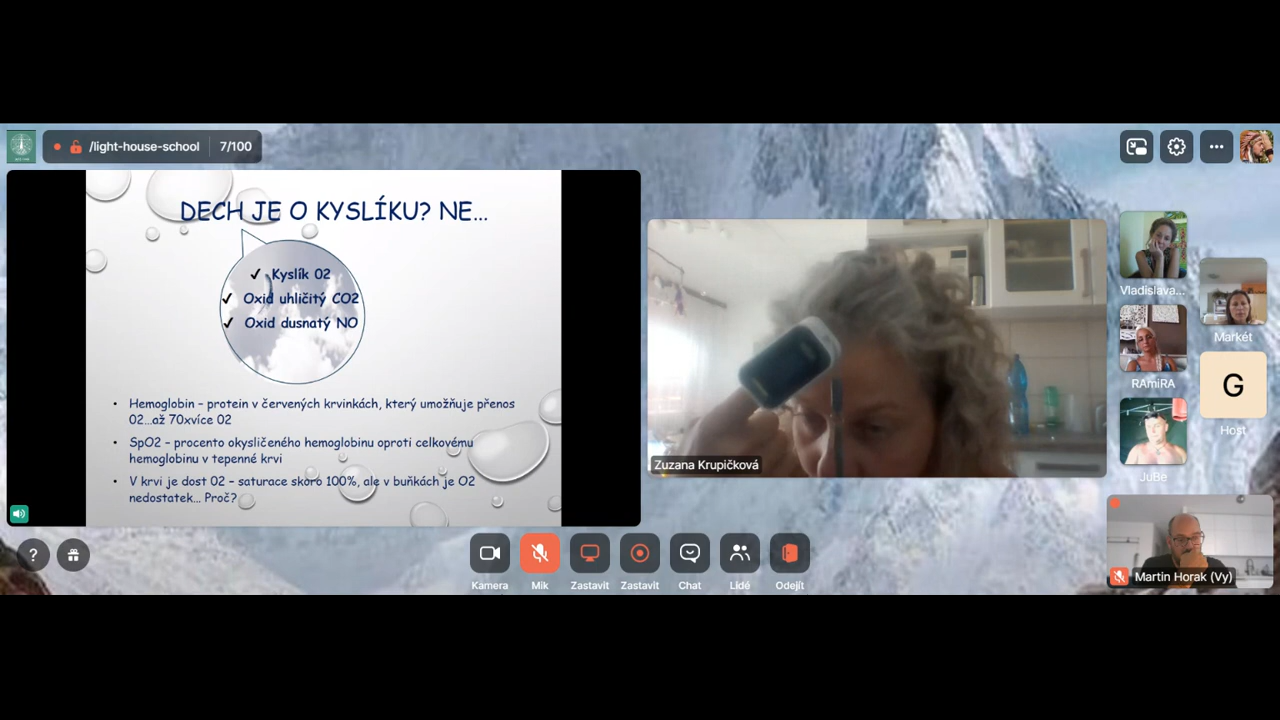 /light-house-school 7/100
DECH JE O KYSLÍKU? NE...
✓ Kyslík 02
✓ Oxid uhličitý CO2
✓ Oxid dusnatý NO
• Hemoglobin – protein v červených krvinkách, který umožňuje přenos
02...až 70xvíce 02
• SpO2 – procento okysličeného hemoglobinu oproti celkovému
hemoglobinu v tepenné krvi
• V krvi je dost 02 – saturace skoro 100%, ale v buňkách je O2
nedostatek... Proč?
Zuzana Krupičková
Vladislava...
Markét
RAmiRA
G
Host
JuBe
Martin Horak (Vy)
?
Kamera
Mik
Zastavit
Zastavit
Chat
Lidé
Odejít